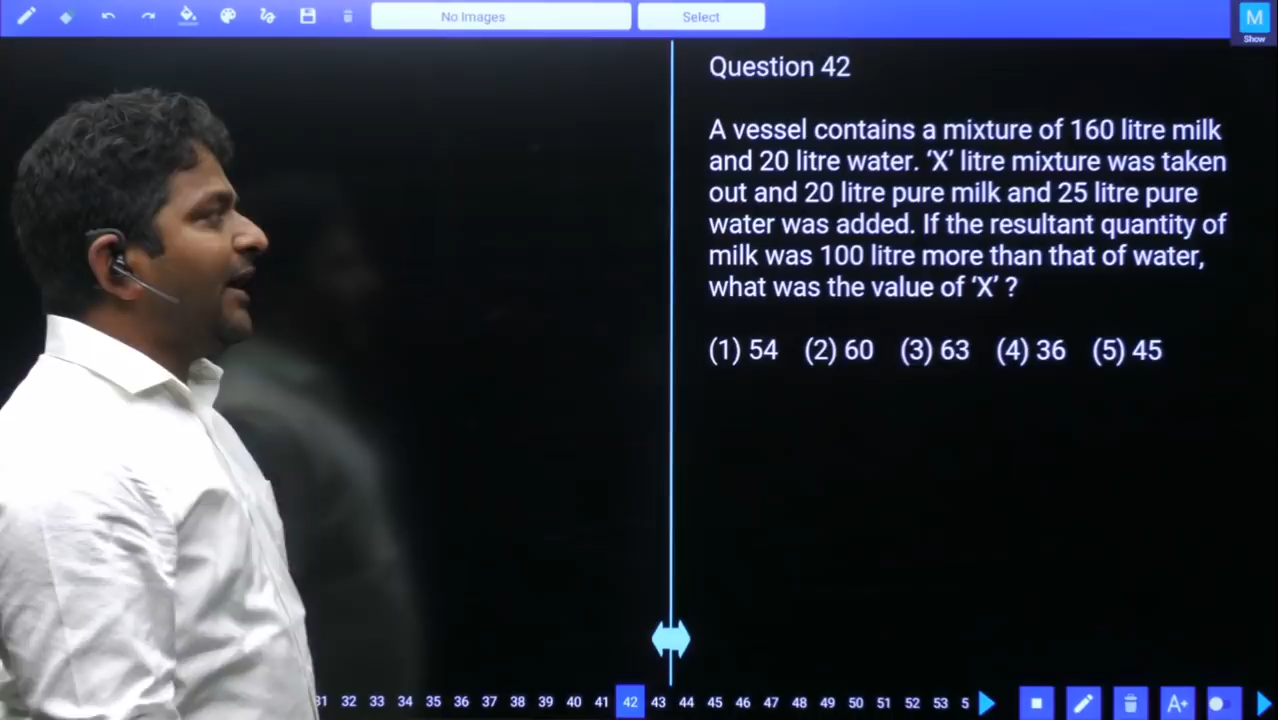 No Images
Select
M
Show
Question 42
A vessel contains a mixture of 160 litre milk
and 20 litre water. ‘X’ litre mixture was taken
out and 20 litre pure milk and 25 litre pure
water was added. If the resultant quantity of
milk was 100 litre more than that of water,
what was the value of ‘X’ ?
(1) 54 (2) 60 (3) 63 (4) 36 (5) 45
31 32 33 34 35 36 37 38 39 40 41 42 43 44 45 46 47 48 49 50 51 52 53 5
A+